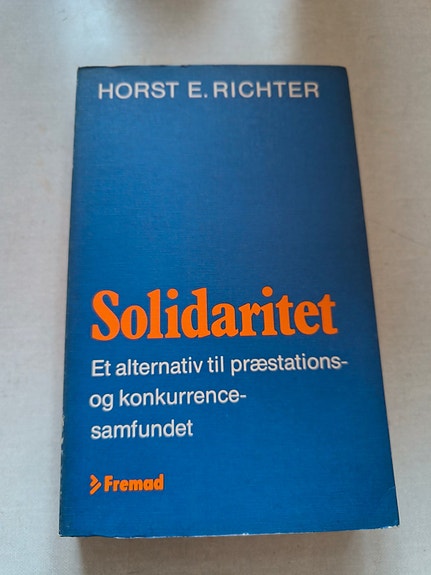 HORST E. RICHTER
Solidaritet
Et alternativ til præstations-
og konkurrence-
samfundet
Fremad